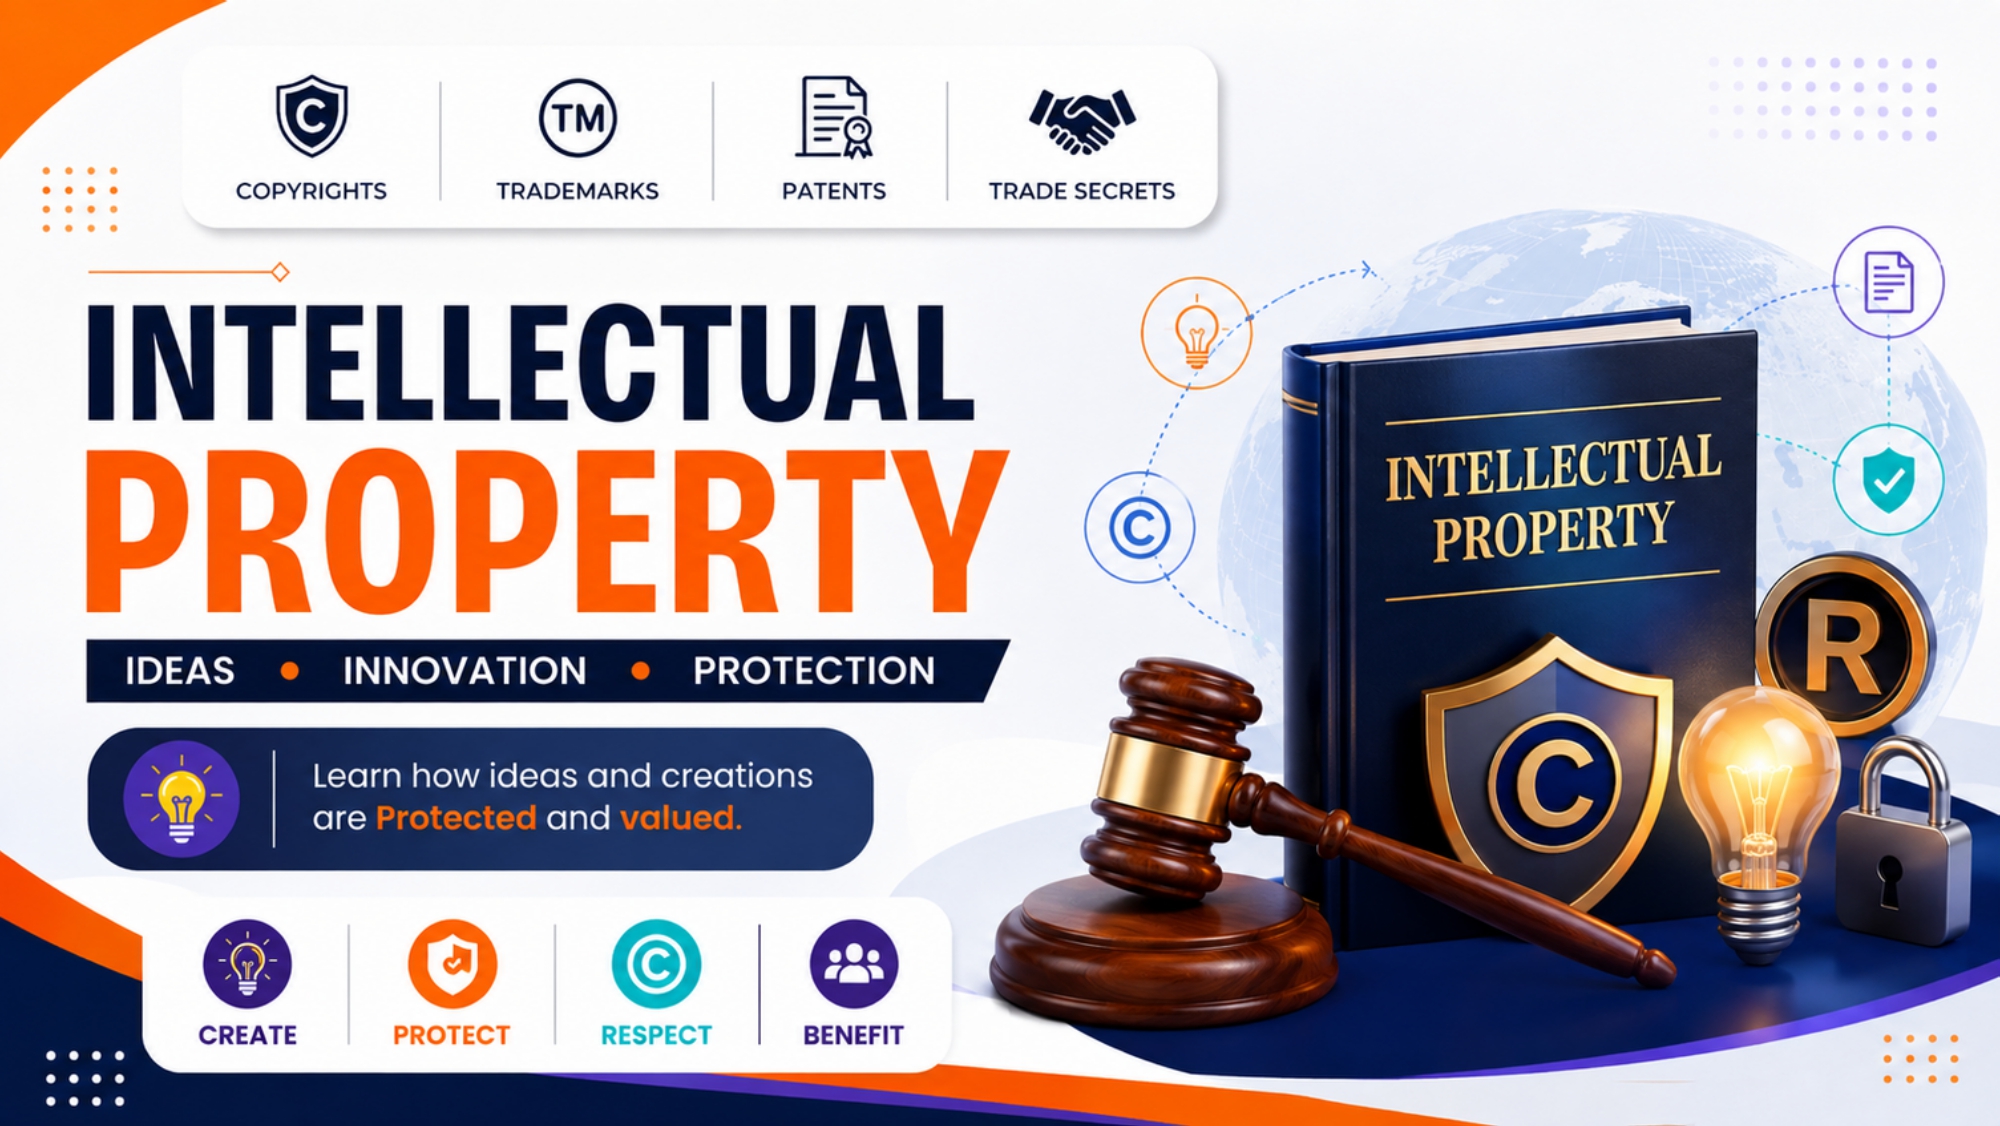 C
COPYRIGHTS
TM
TRADEMARKS
PATENTS
TRADE SECRETS
INTELLECTUAL
PROPERTY
IDEAS • INNOVATION • PROTECTION
Learn how ideas and creations
are Protected and valued.
CREATE
PROTECT
©
RESPECT
BENEFIT
©
INTELLECTUAL
PROPERTY
©
R